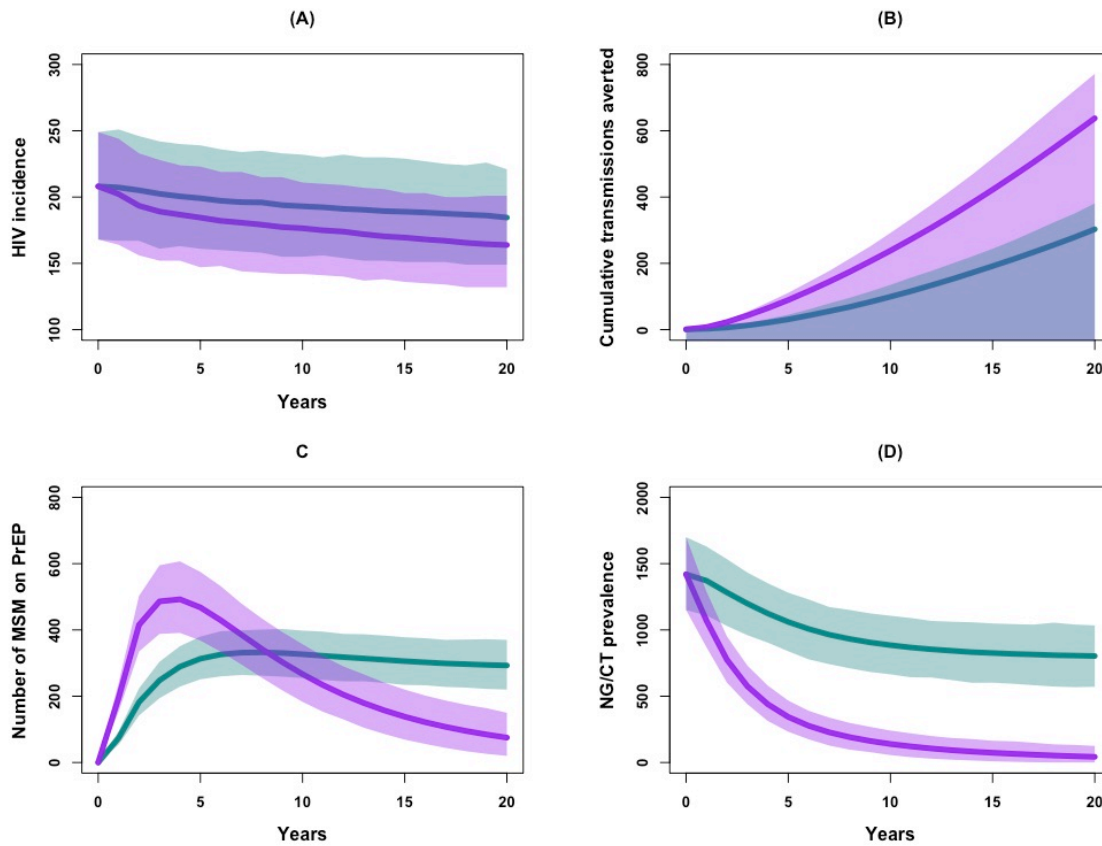 (A)
HIV incidence
300
250
200
150
100
0 5 10 15 20
Years
(B)
Cumulative transmissions averted
800
600
400
200
0
0 5 10 15 20
C
Number of MSM on PrEP
800
600
400
200
0
0 5 10 15 20
Years
(D)
NG/CT prevalence
2000
1500
1000
500
0
0 5 10 15 20
Years